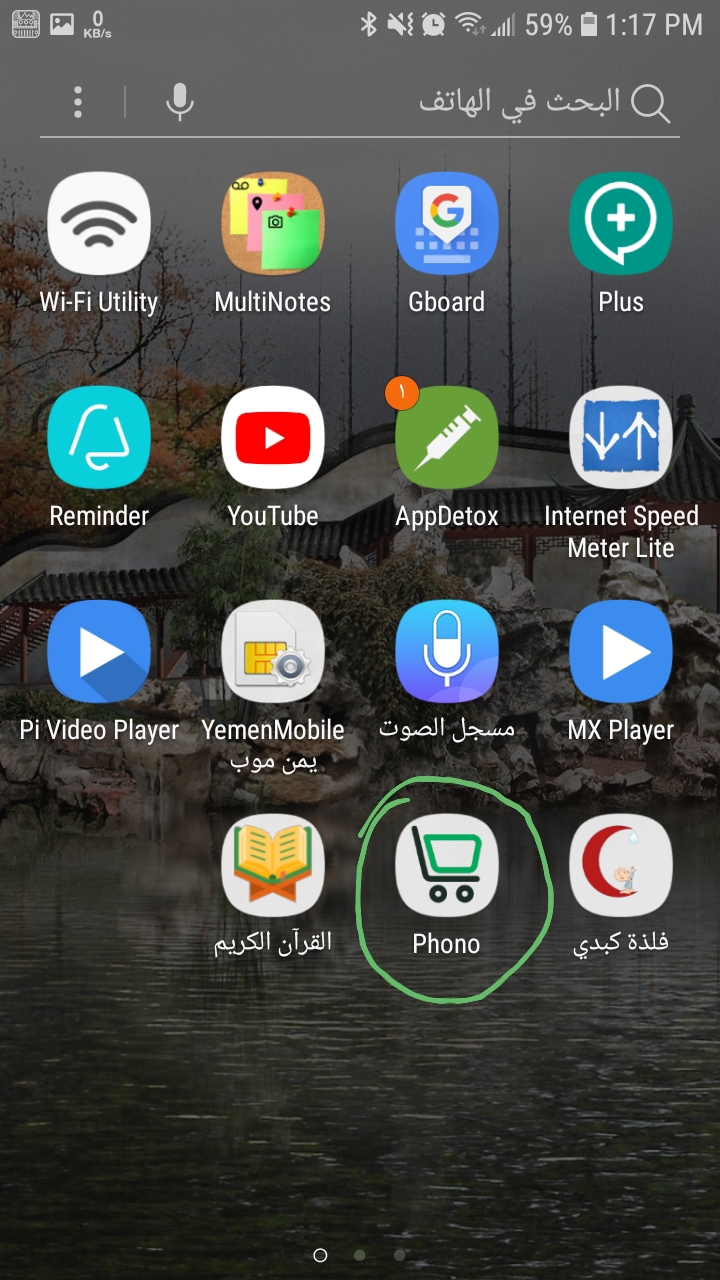 0
KB/s
59%
1:17 PM
البحث في الهاتف
Wi-Fi Utility
MultiNotes
Gboard
Plus
Reminder
YouTube
١
AppDetox
Internet Speed
Meter Lite
Pi Video Player
YemenMobile
يمن موب
مسجل الصوت
MX Player
القرآن الكريم
Phono
فلذة كبدي